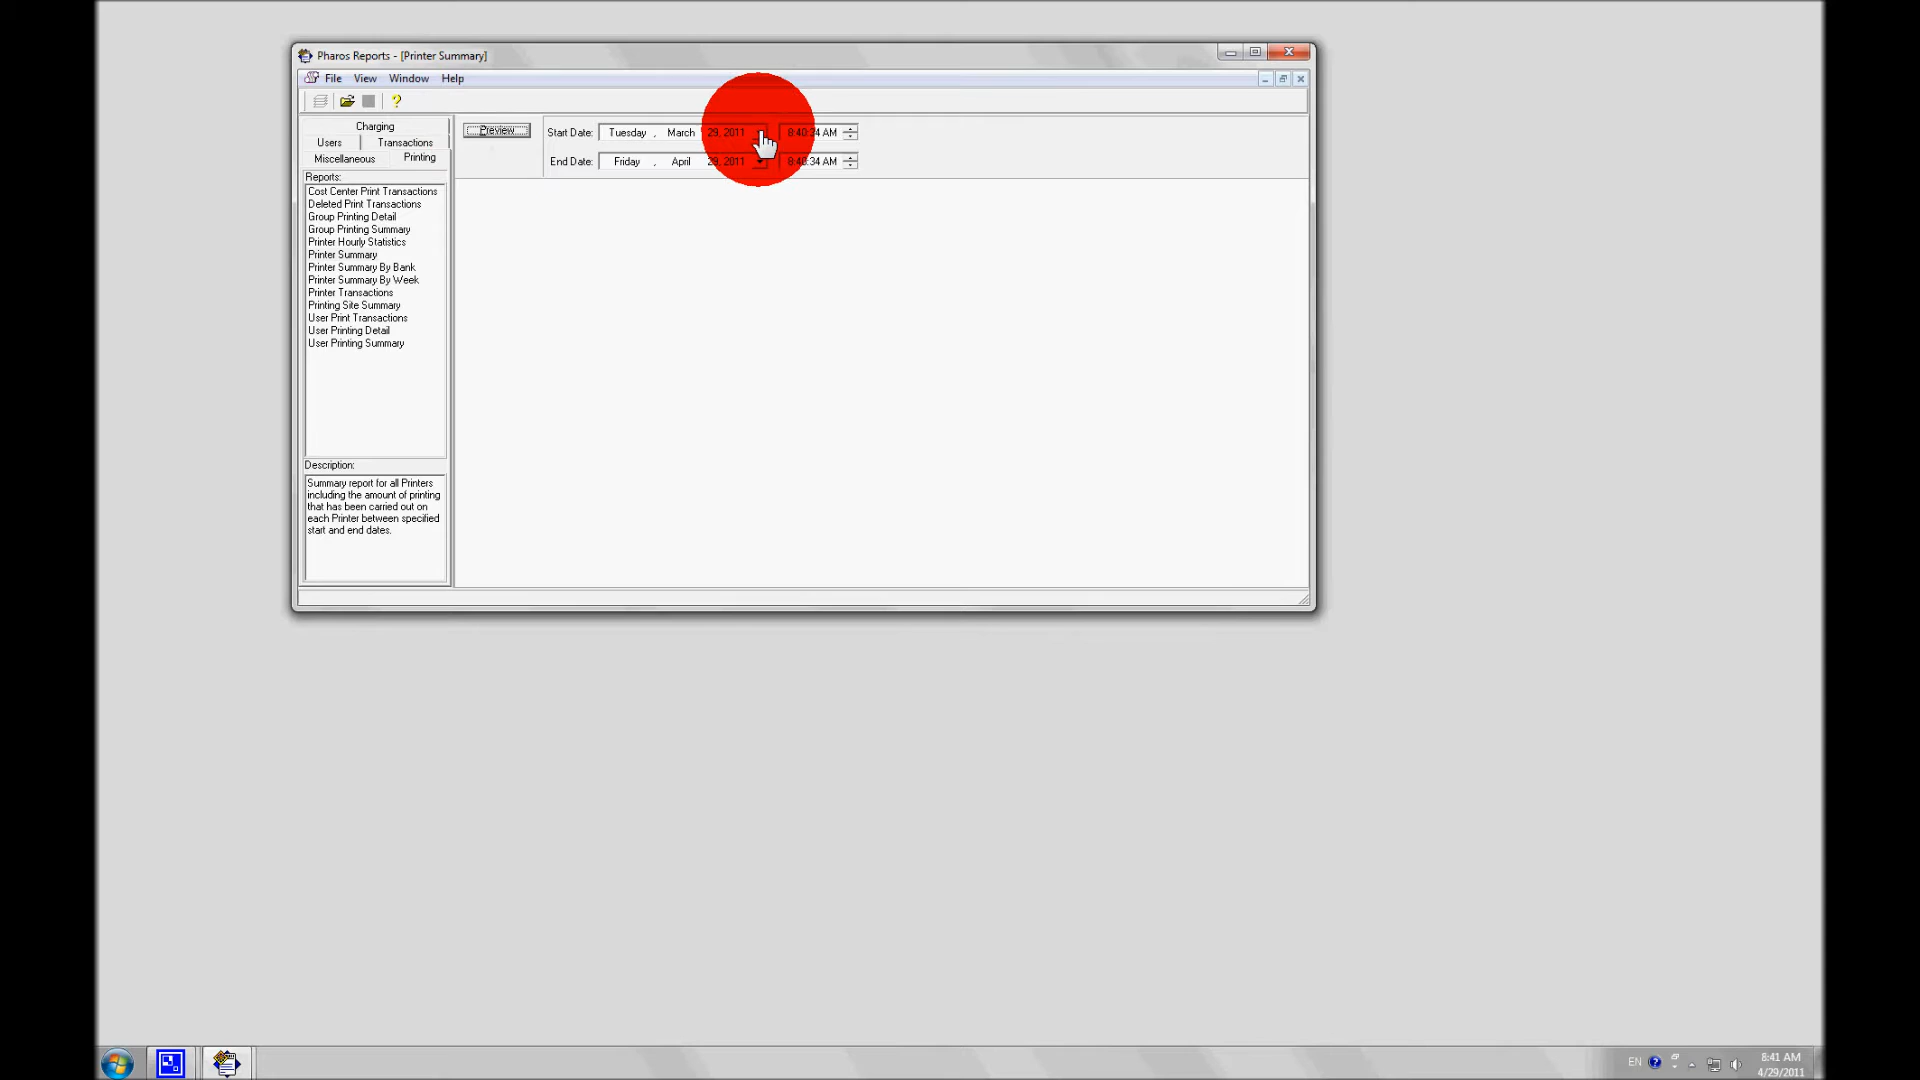 Pharos Reports - [Printer Summary]
File View Window Help
Charging
Users Transactions
Miscellaneous Printing
Reports:
Cost Center Print Transactions
Deleted Print Transactions
Group Printing Detail
Group Printing Summary
Printer Hourly Statistics
Printer Summary
Printer Summary By Bank
Printer Summary By Week
Printer Transactions
Printing Site Summary
User Print Transactions
User Printing Detail
User Printing Summary
Description:
Summary report for all Printers
including the amount of printing
that has been carried out on
each Printer between specified
start and end dates.
Preview
Start Date: Tuesday , March 29, 2011 8:40:34 AM
End Date: Friday , April 29, 2011 8:40:34 AM
EN
8:41 AM
4/29/2011